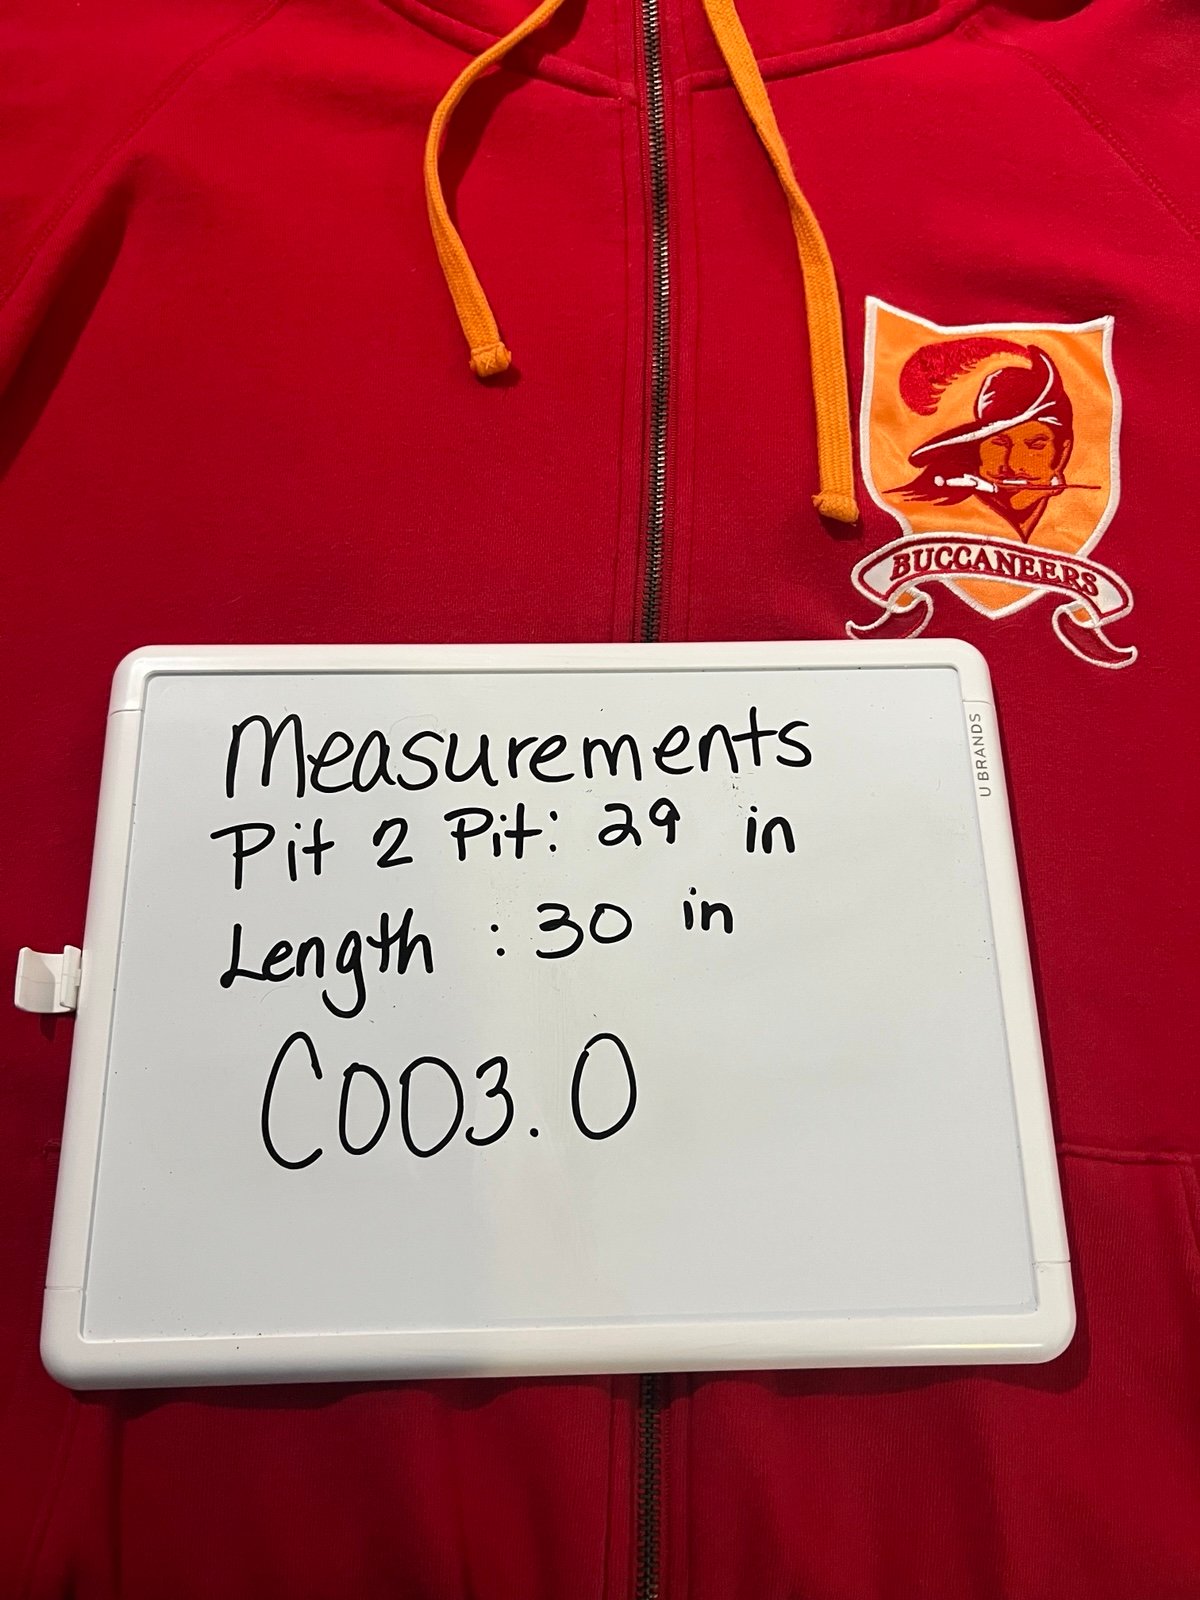 BUCCANEERS
U BRANDS
Measurements
Pit 2 Pit: 29 in
Length : 30 in
C003.0